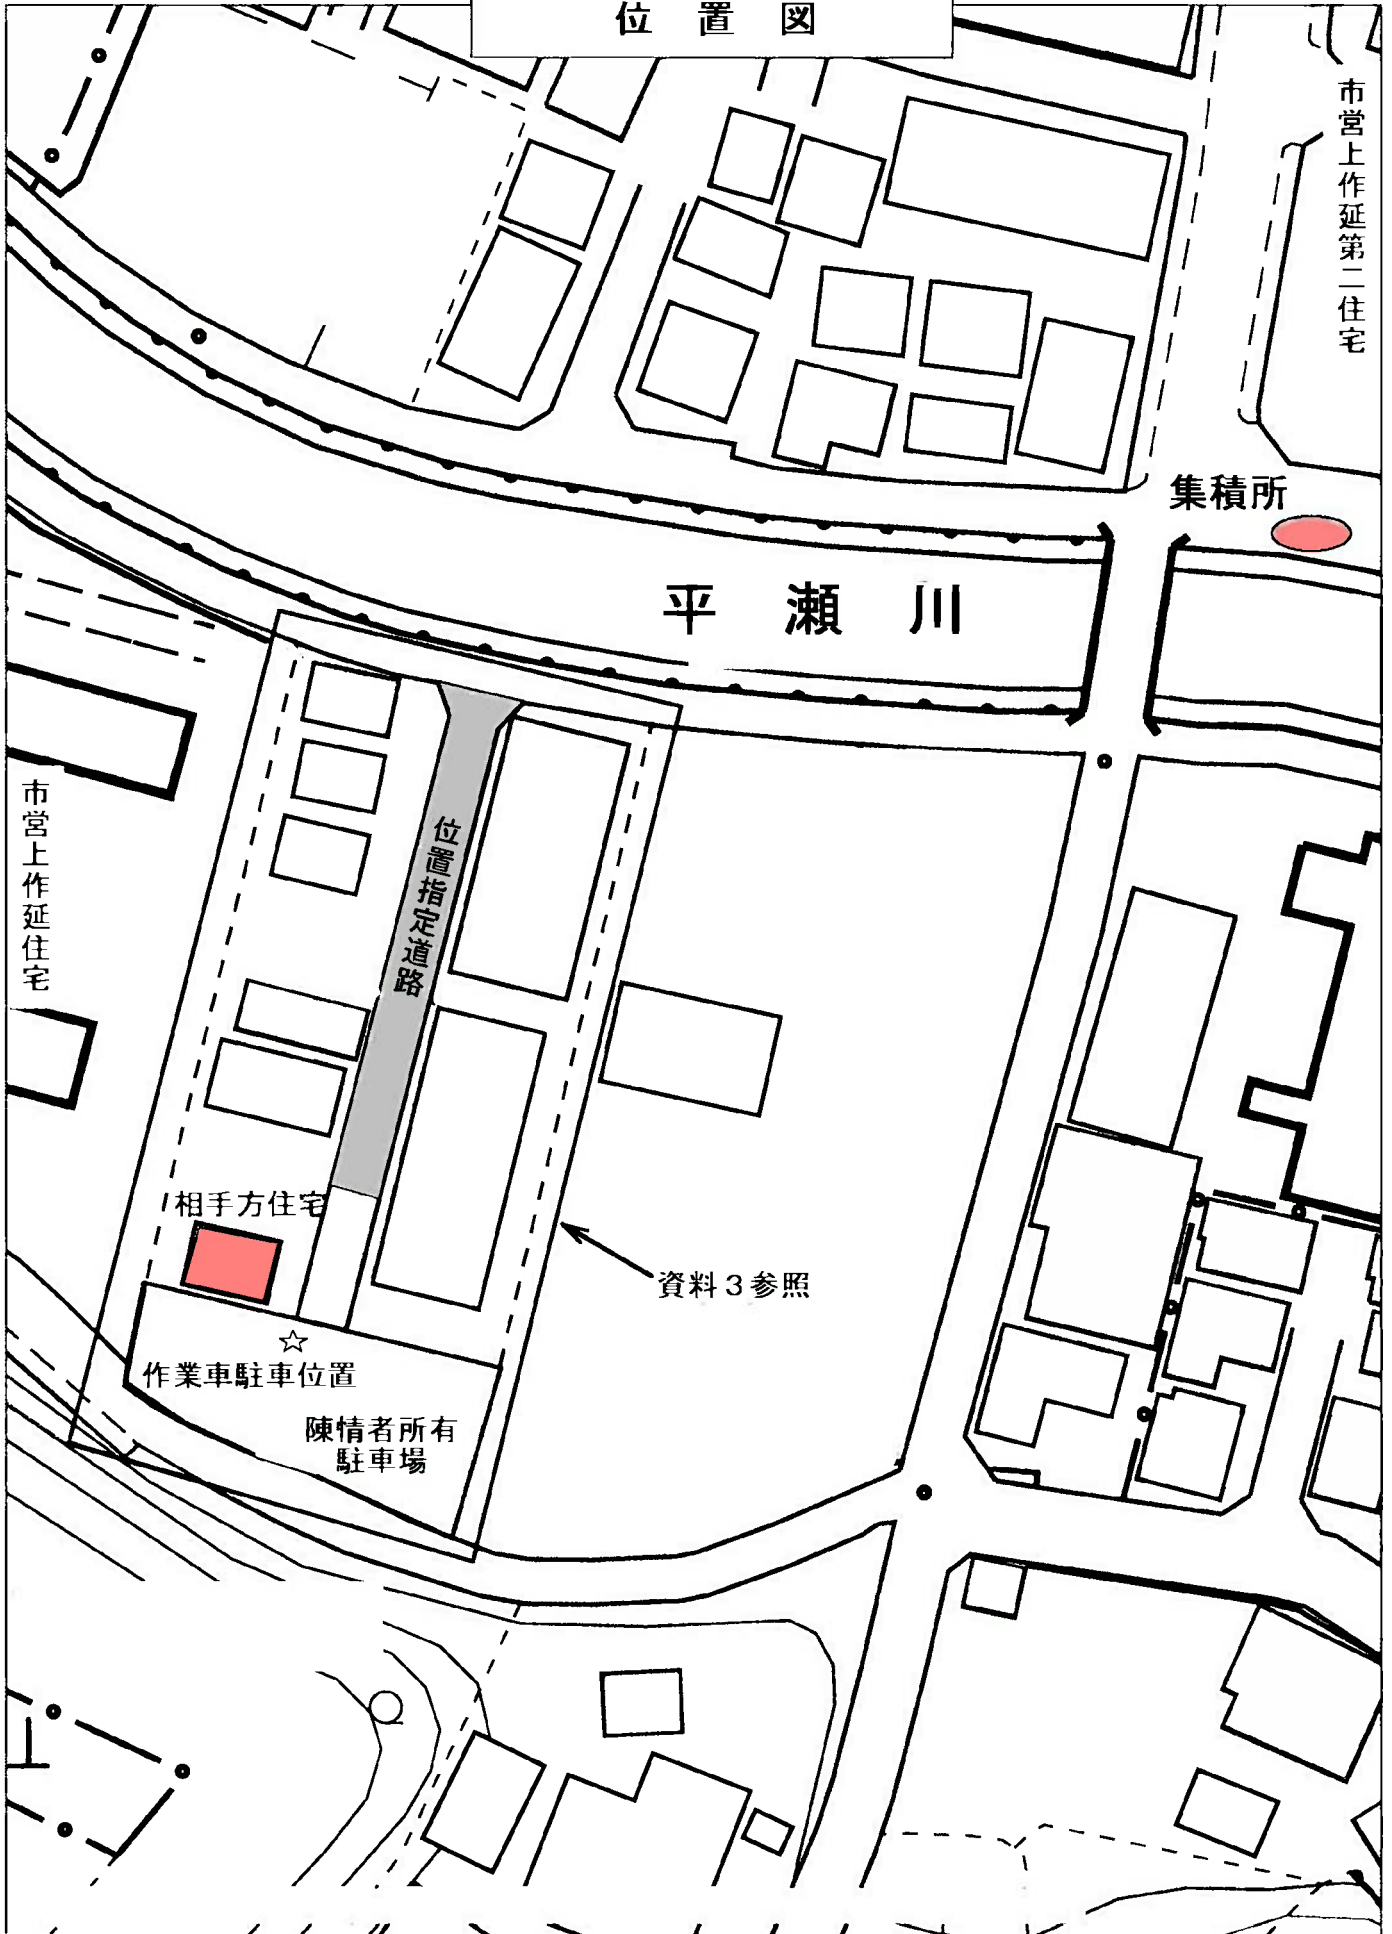 位置図
市営上作延第二住宅
集積所
平瀬川
市営上作延住宅
位置指定道路
相手方住宅
資料3参照
☆
作業車駐車位置
陳情者所有
駐車場